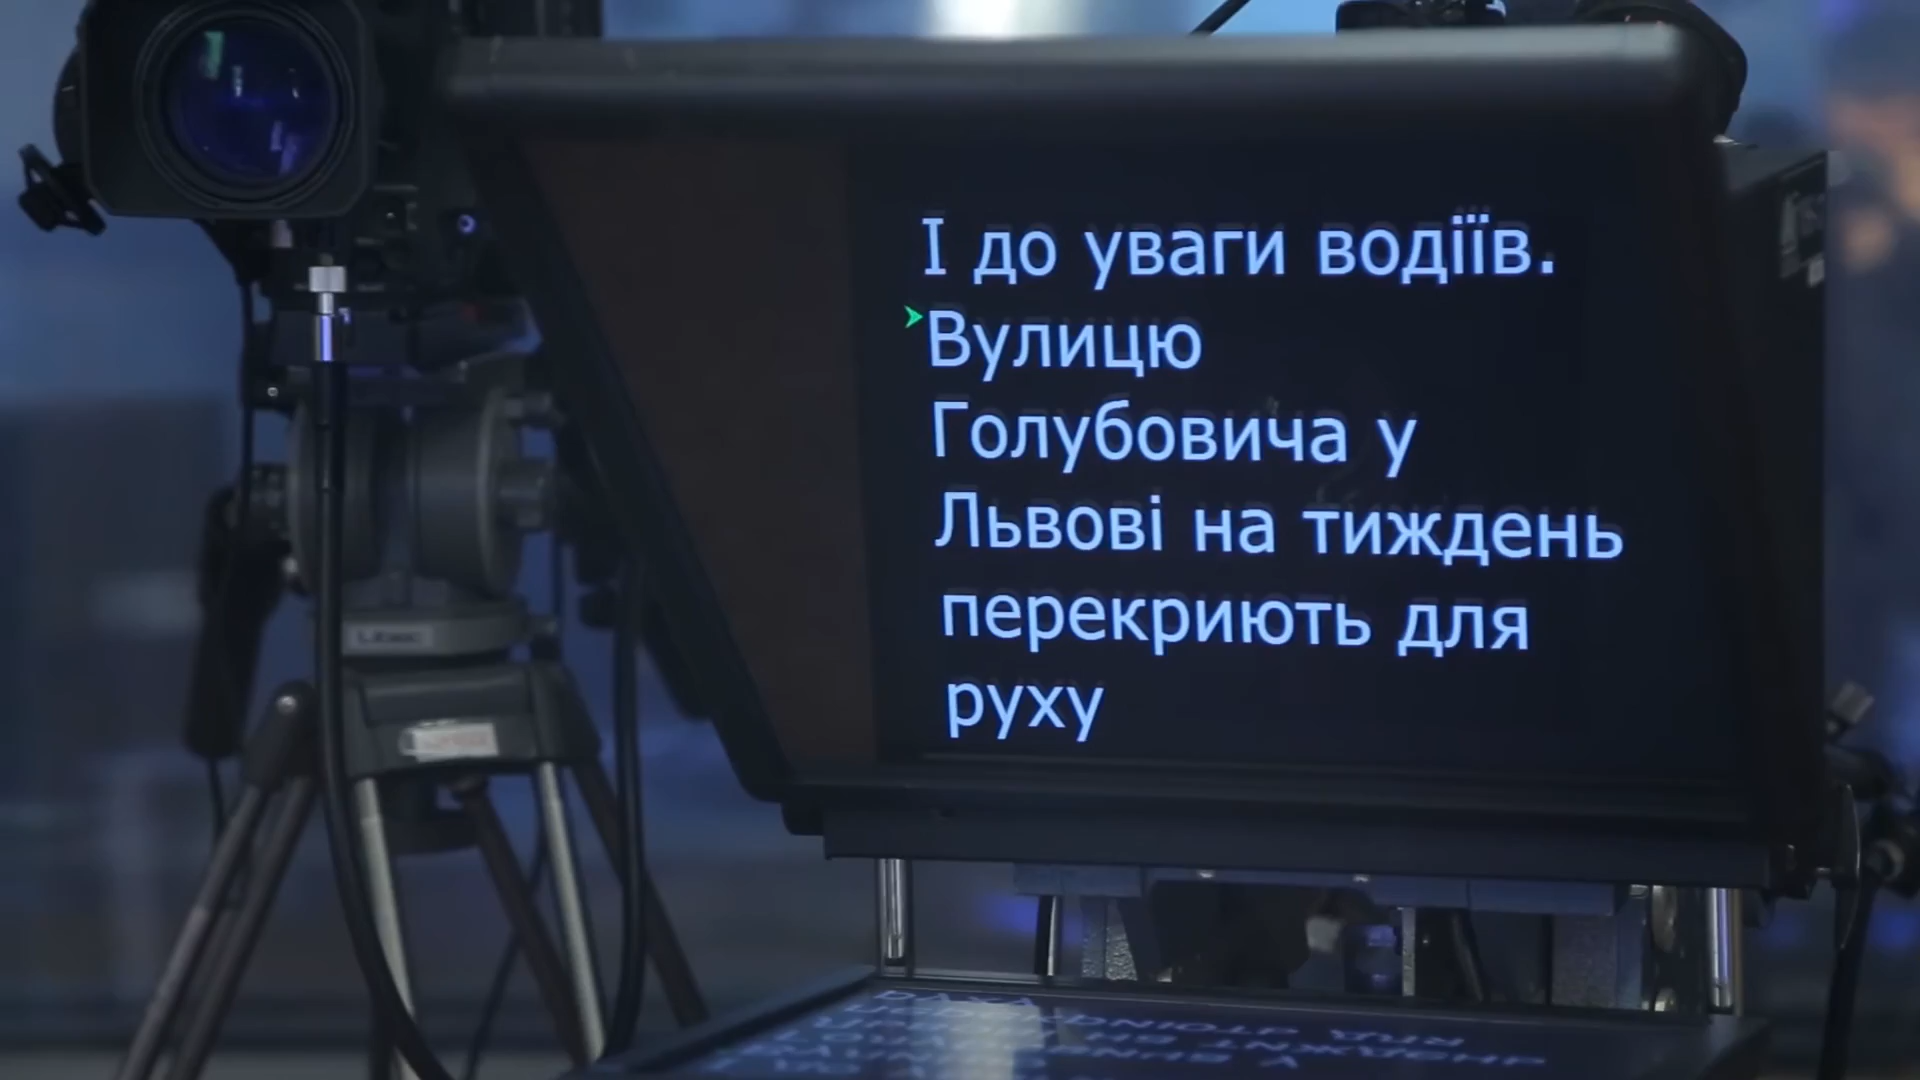 І до уваги водіїв.
Вулицю
Голубовича у
Львові на тиждень
перекриють для
руху